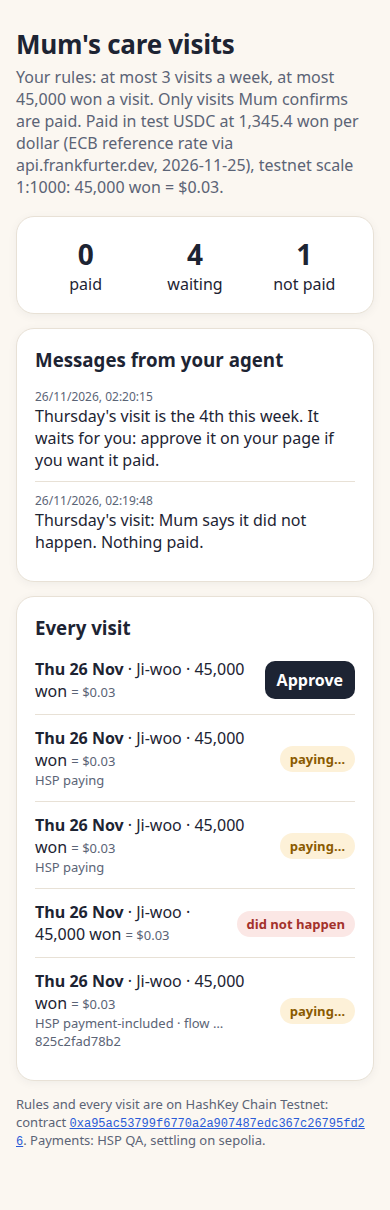 Mum's care visits
Your rules: at most 3 visits a week, at most
45,000 won a visit. Only visits Mum confirms
are paid. Paid in test USDC at 1,345.4 won per
dollar (ECB reference rate via
api.frankfurter.dev, 2026-11-25), testnet scale
1:1000: 45,000 won = $0.03.
0
paid
4
waiting
1
not paid
Messages from your agent
26/11/2026, 02:20:15
Thursday's visit is the 4th this week. It
waits for you: approve it on your page if
you want it paid.
26/11/2026, 02:19:48
Thursday's visit: Mum says it did not
happen. Nothing paid.
Every visit
Thu 26 Nov · Ji-woo · 45,000
won = $0.03
Approve
Thu 26 Nov · Ji-woo · 45,000
won = $0.03
HSP paying
paying...
Thu 26 Nov · Ji-woo · 45,000
won = $0.03
HSP paying
paying...
Thu 26 Nov · Ji-woo ·
45,000 won = $0.03
did not happen
Thu 26 Nov · Ji-woo · 45,000
won = $0.03
HSP payment-included · flow ...
825c2fad78b2
paying...
Rules and every visit are on HashKey Chain Testnet:
contract 0xa95ac53799f6770a2a907487edc367c26795fd2
6. Payments: HSP QA, settling on sepolia.